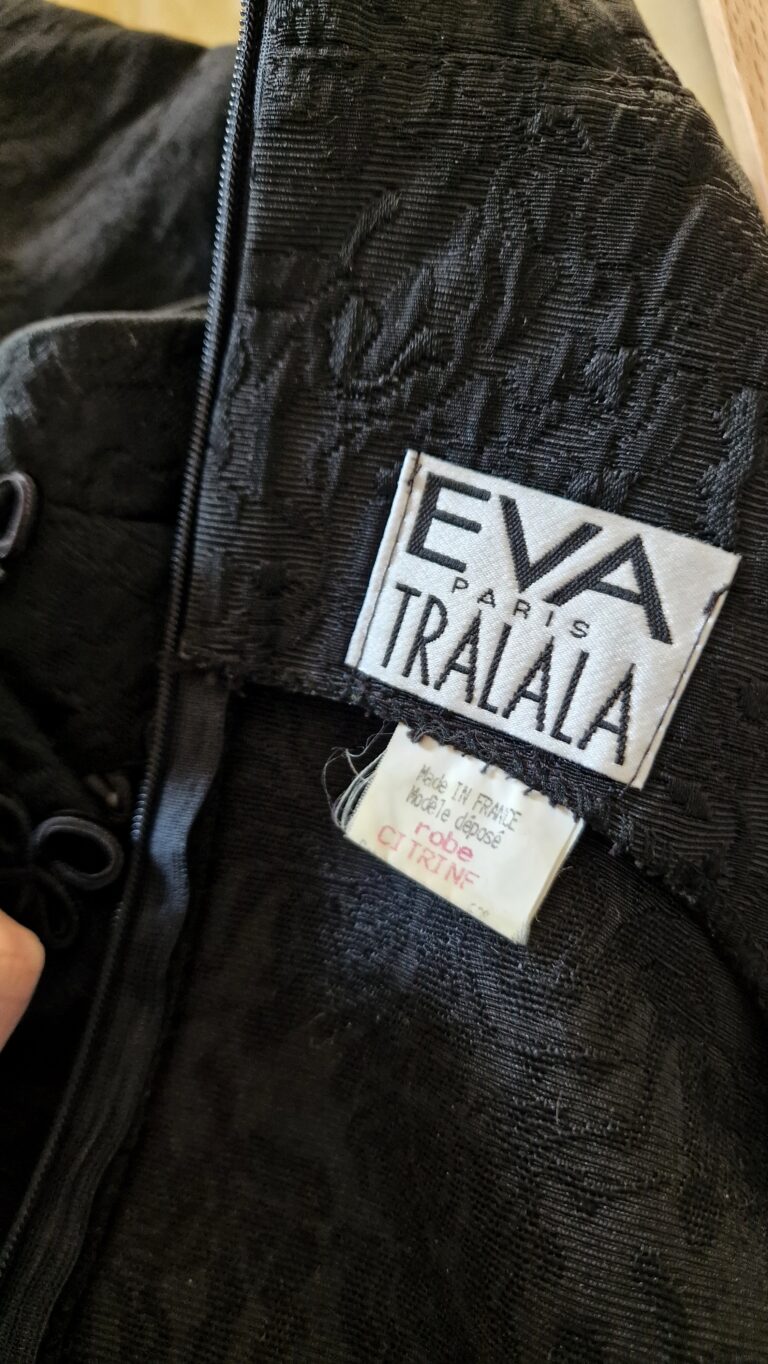 EVA
PARIS
TRALALA
Made IN FRANCE
Modèle déposé
robe
CITRINE